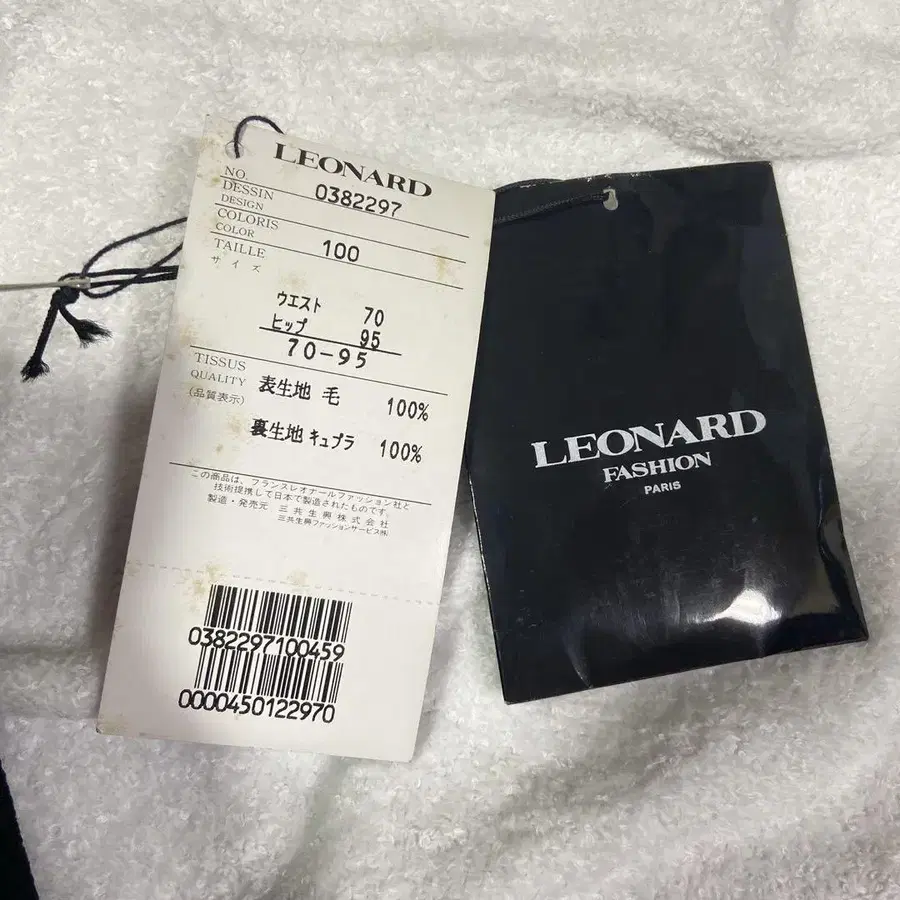 LEONARD
NO.
DESSIN
DESIGN
0382297
COLORIS
COLOR
100
TAILLE
サイズ
ウエスト 70
ヒップ 95
70-95
TISSUS
QUALITY
(品質表示)
表生地 毛 100%
裏生地 キュプラ 100%
この商品は、フランスレオナールファッション社と
技術提携して日本で製造されたものです。
製造・発売元 三共生興株式会社
三共生興ファッションサービス㈱
0382297100459
0000450122970
LEONARD
FASHION
PARIS